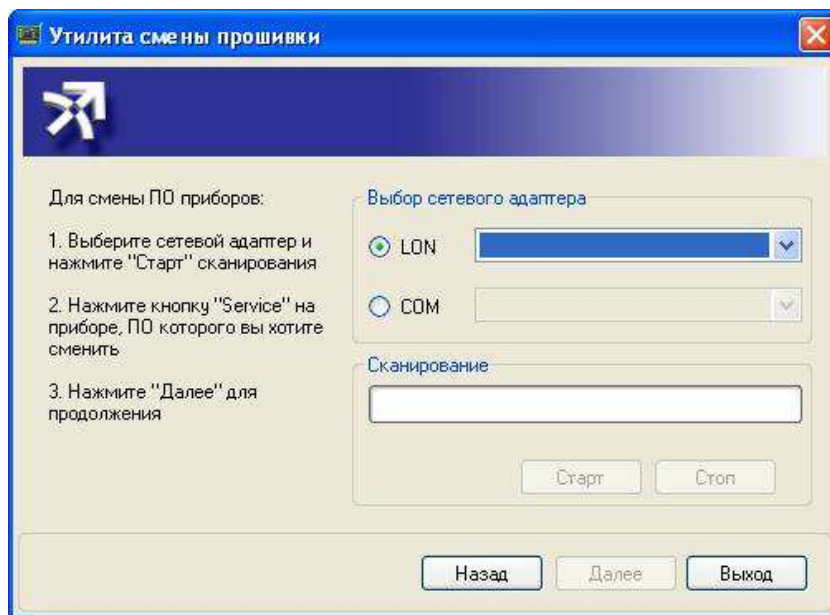 Утилита смены прошивки
Для смены ПО приборов:
1. Выберите сетевой адаптер и
нажмите "Старт" сканирования
2. Нажмите кнопку "Service" на
приборе, ПО которого вы хотите
сменить
3. Нажмите "Далее" для
продолжения
Выбор сетевого адаптера
LON
COM
Сканирование
Старт
Стоп
Назад
Далее
Выход